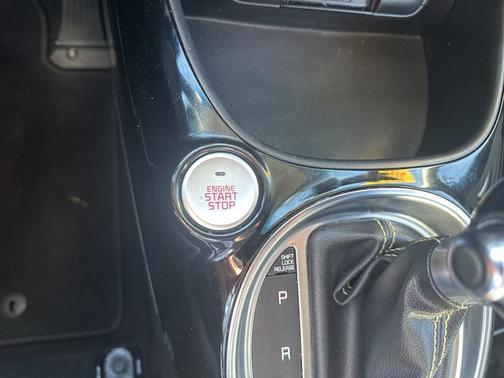 ENGINE
START
STOP
SHIFT
LOCK
RELEASE
P
R